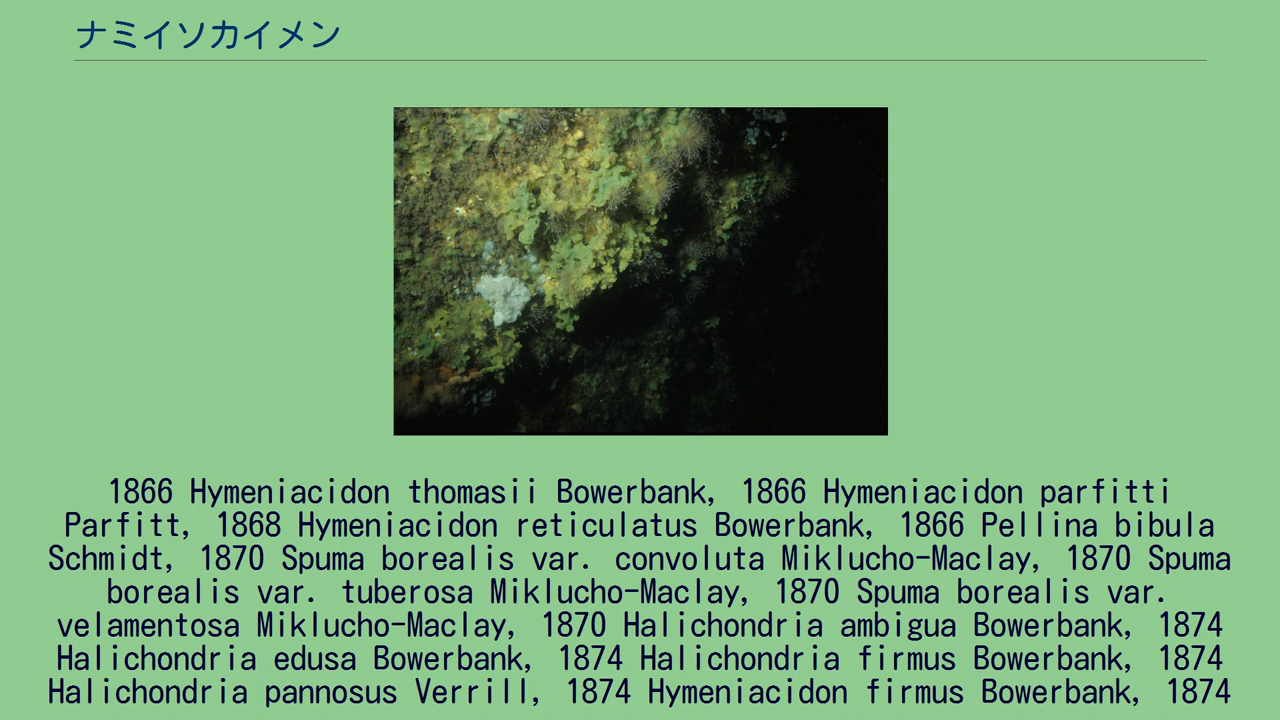 ナミイソカイメン
1866 Hymeniacidon thomasii Bowerbank, 1866 Hymeniacidon parfitti
Parfitt, 1868 Hymeniacidon reticulatus Bowerbank, 1866 Pellina bibula
Schmidt, 1870 Spuma borealis var. convoluta Miklucho-Maclay, 1870 Spuma
borealis var. tuberosa Miklucho-Maclay, 1870 Spuma borealis var.
velamentosa Miklucho-Maclay, 1870 Halichondria ambigua Bowerbank, 1874
Halichondria edusa Bowerbank, 1874 Halichondria firmus Bowerbank, 1874
Halichondria pannosus Verrill, 1874 Hymeniacidon firmus Bowerbank, 1874